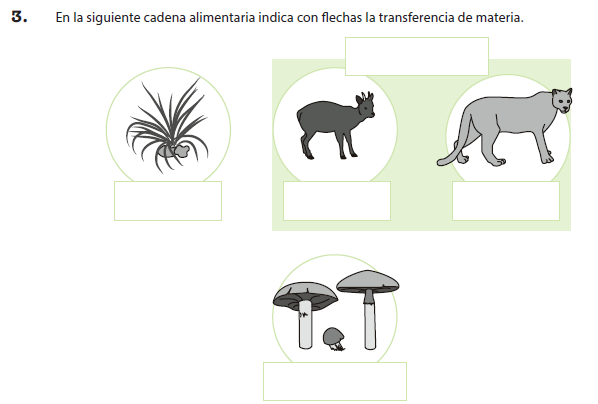 3. En la siguiente cadena alimentaria indica con flechas la transferencia de materia.